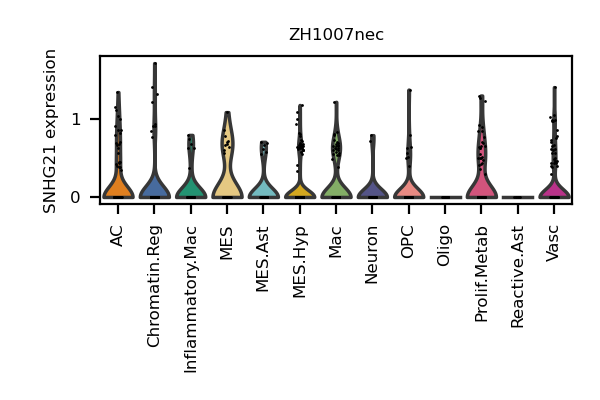 ZH1007nec
SNHG21 expression
1
0
AC
Chromatin.Reg
Inflammatory.Mac
MES
MES.Ast
MES.Hyp
Mac
Neuron
OPC
Oligo
Prolif.Metab
Reactive.Ast
Vasc